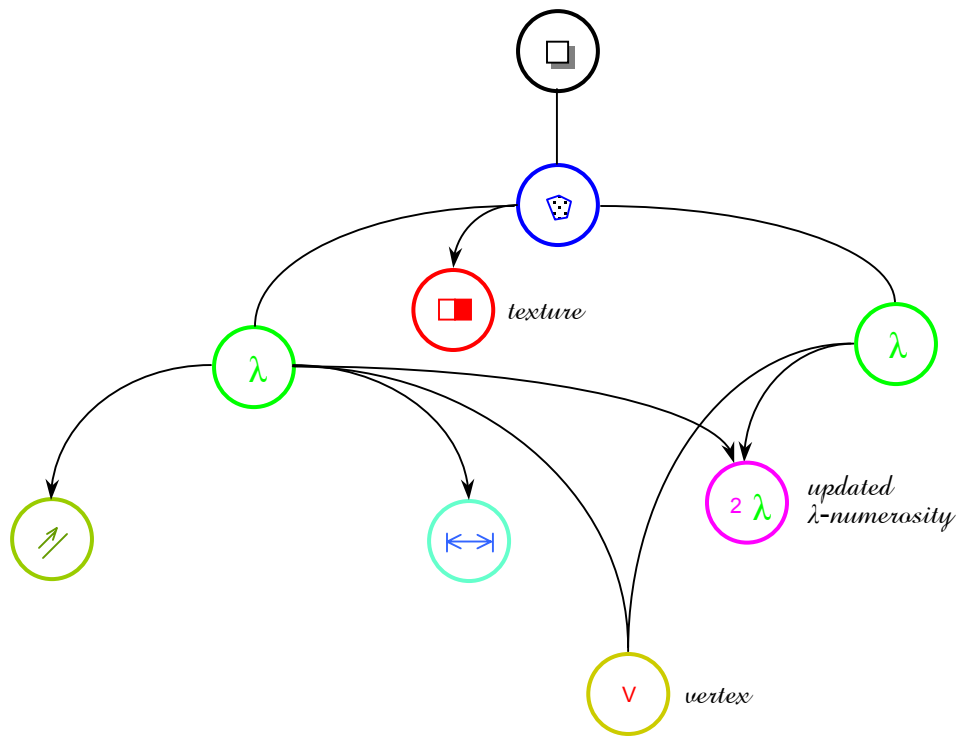 texture
λ
λ
updated
λ-numerosity
2 λ
V
vertex